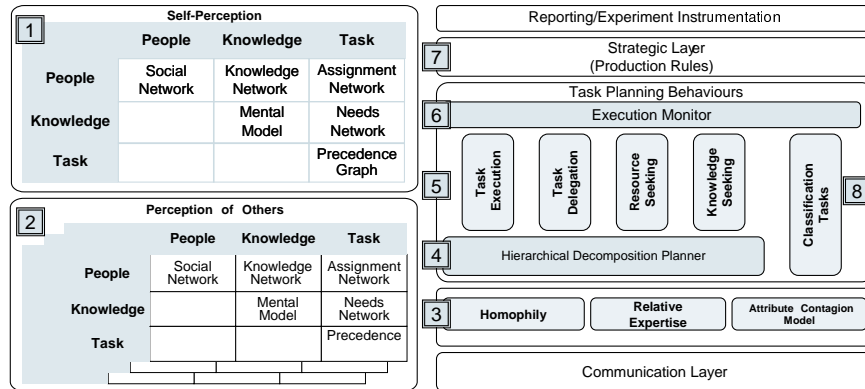 1
Self-Perception
People Knowledge Task
People Social Network Knowledge Network Assignment Network
Knowledge Mental Model Needs Network
Task Precedence Graph
2
Perception of Others
People Knowledge Task
People Social Network Knowledge Network Assignment Network
Knowledge Mental Model Needs Network
Task Precedence
Reporting/Experiment Instrumentation
7
Strategic Layer
(Production Rules)
Task Planning Behaviours
6
Execution Monitor
5
Task Execution
Task Delegation
Resource Seeking
Knowledge Seeking
Classification Tasks
8
4
Hierarchical Decomposition Planner
3
Homophily
Relative Expertise
Attribute Contagion Model
Communication Layer